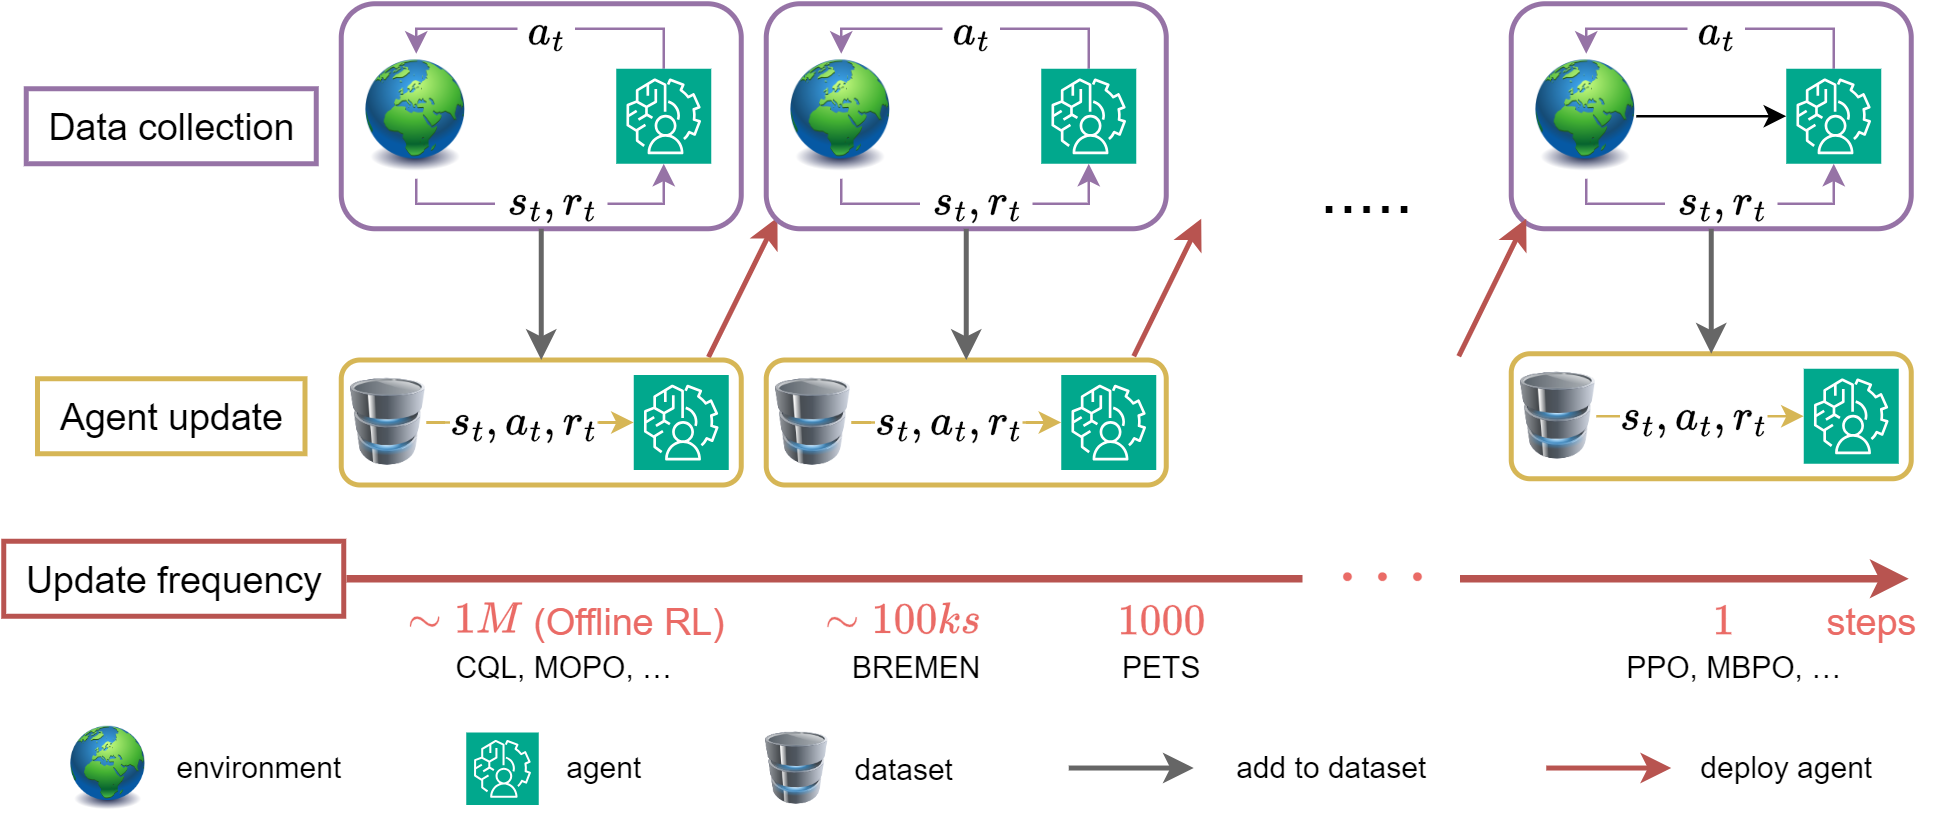 a_t
a_t
a_t
Data collection
s_t, r_t
s_t, r_t
.....
s_t, r_t
Agent update
s_t, a_t, r_t
s_t, a_t, r_t
s_t, a_t, r_t
Update frequency
. . .
~ 1M (Offline RL)
~ 100ks
1000
1
steps
CQL, MOPO, ...
BREMEN
PETS
PPO, MBPO, ...
environment
agent
dataset
add to dataset
deploy agent